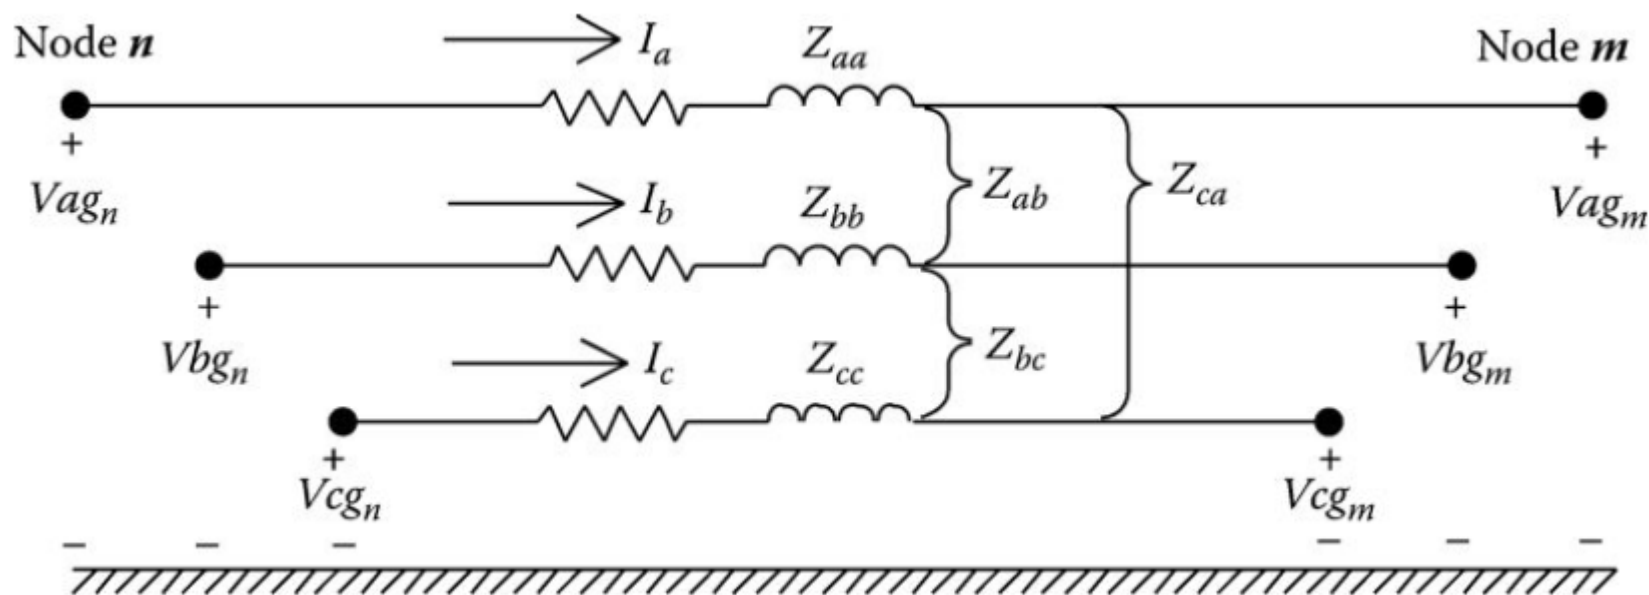 Node n
I_a
Z_aa
Node m
+
+
Vag_n
I_b
Z_bb
Z_ab
Z_ca
Vag_m
+
+
Vbg_n
I_c
Z_cc
Z_bc
Vbg_m
+
+
Vcg_n
Vcg_m
− − −
− − −